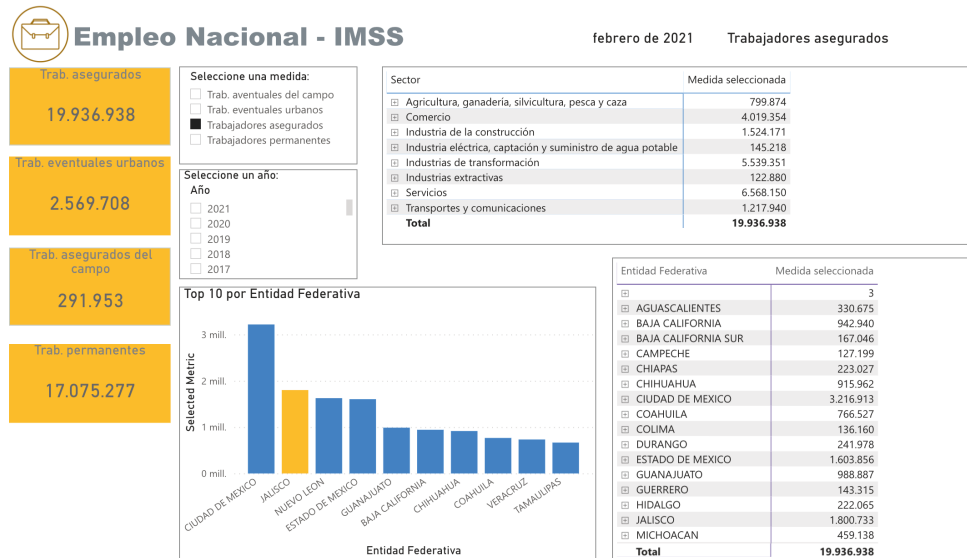 Empleo Nacional - IMSS
febrero de 2021
Trabajadores asegurados
Trab. asegurados
19.936.938
Trab. eventuales urbanos
2.569.708
Trab. asegurados del
campo
291.953
Trab. permanentes
17.075.277
Seleccione una medida:
Trab. aventuales del campo
Trab. eventuales urbanos
Trabajadores asegurados
Trabajadores permanentes
Seleccione un año:
Año
2021
2020
2019
2018
2017
Sector Medida seleccionada
Agricultura, ganadería, silvicultura, pesca y caza 799.874
Comercio 4.019.354
Industria de la construcción 1.524.171
Industria eléctrica, captación y suministro de agua potable 145.218
Industrias de transformación 5.539.351
Industrias extractivas 122.880
Servicios 6.568.150
Transportes y comunicaciones 1.217.940
Total 19.936.938
Top 10 por Entidad Federativa
Selected Metric
3 mill.
2 mill.
1 mill.
0 mill.
CIUDAD DE MEXICO
JALISCO
NUEVO LEON
ESTADO DE MEXICO
GUANAJUATO
BAJA CALIFORNIA
CHIHUAHUA
COAHUILA
VERACRUZ
TAMAULIPAS
Entidad Federativa
Entidad Federativa Medida seleccionada
3
AGUASCALIENTES 330.675
BAJA CALIFORNIA 942.940
BAJA CALIFORNIA SUR 167.046
CAMPECHE 127.199
CHIAPAS 223.027
CHIHUAHUA 915.962
CIUDAD DE MEXICO 3.216.913
COAHUILA 766.527
COLIMA 136.160
DURANGO 241.978
ESTADO DE MEXICO 1.603.856
GUANAJUATO 988.887
GUERRERO 143.315
HIDALGO 222.065
JALISCO 1.800.733
MICHOACAN 459.138
Total 19.936.938